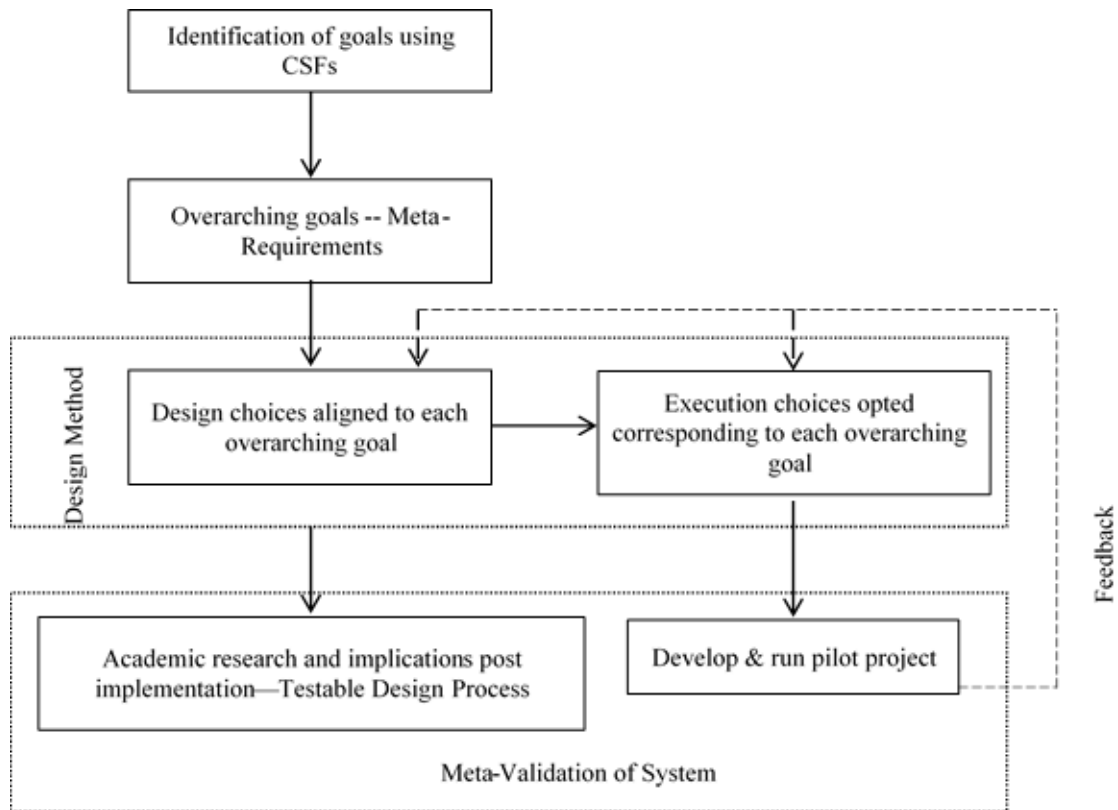 Identification of goals using
CSFs
Overarching goals -- Meta-
Requirements
Design Method
Design choices aligned to each
overarching goal
Execution choices opted
corresponding to each overarching
goal
Feedback
Academic research and implications post
implementation—Testable Design Process
Develop & run pilot project
Meta-Validation of System